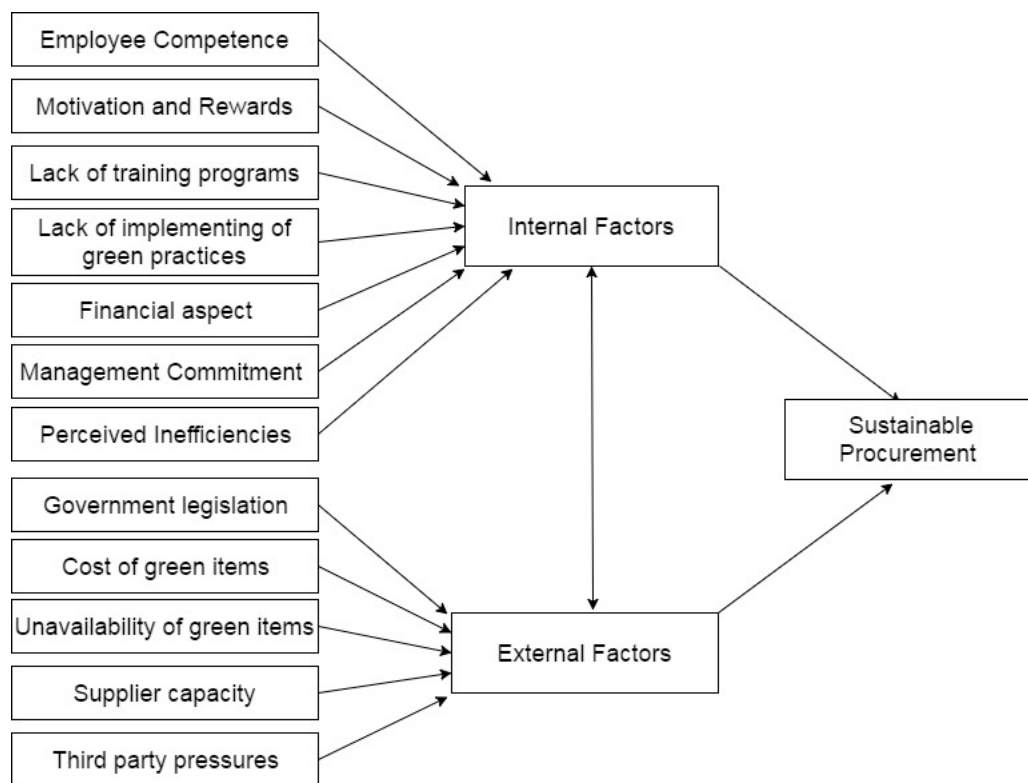 Employee Competence
Motivation and Rewards
Lack of training programs
Lack of implementing of
green practices
Financial aspect
Management Commitment
Perceived Inefficiencies
Government legislation
Cost of green items
Unavailability of green items
Supplier capacity
Third party pressures
Internal Factors
External Factors
Sustainable
Procurement